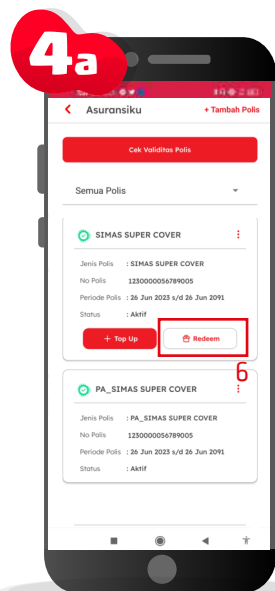 4a
Asuransiku
+ Tambah Polis
Cek Validitas Polis
Semua Polis
SIMAS SUPER COVER
Jenis Polis : SIMAS SUPER COVER
No Polis 1230000056789005
Periode Polis : 26 Jun 2023 s/d 26 Jun 2091
Status : Aktif
+ Top Up
Redeem
6
PA_SIMAS SUPER COVER
Jenis Polis : PA_SIMAS SUPER COVER
No Polis 1230000056789005
Periode Polis : 26 Jun 2023 s/d 26 Jun 2091
Status : Aktif